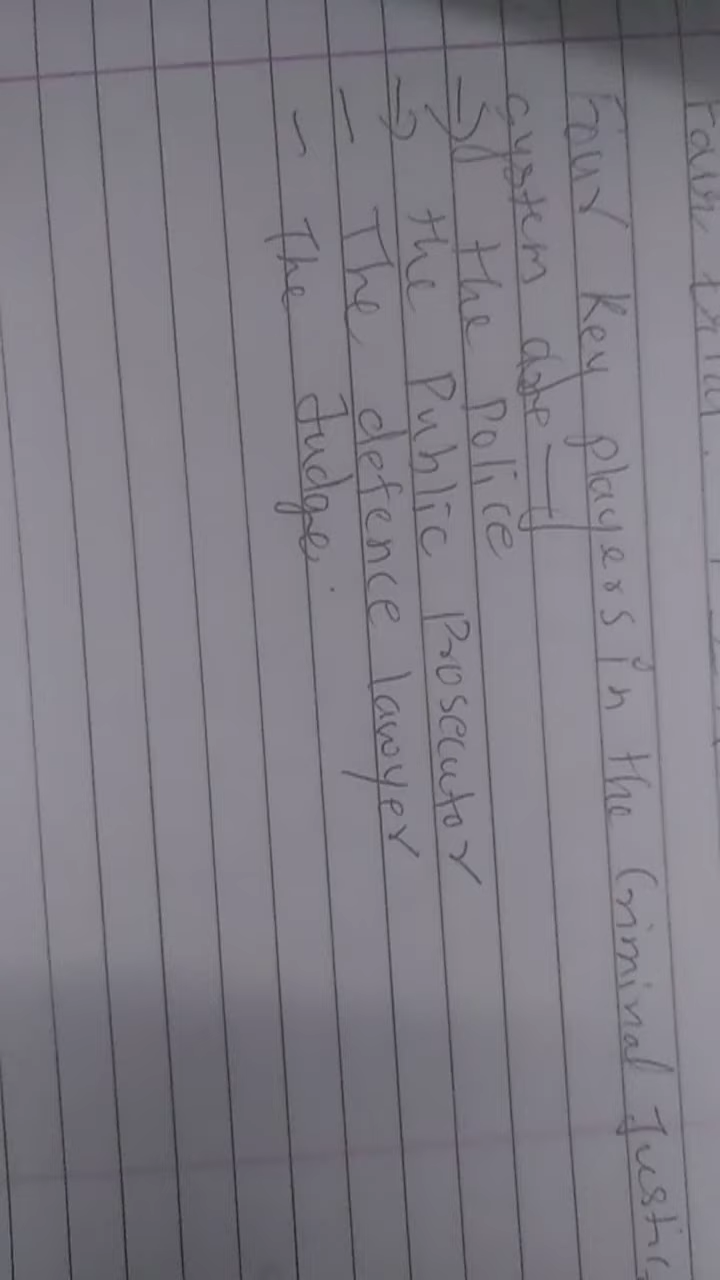 Four Key players in the Criminal Justic
system are —
→ the police
→ the Public Prosecutor
- The defence lawyer
- The Judge.